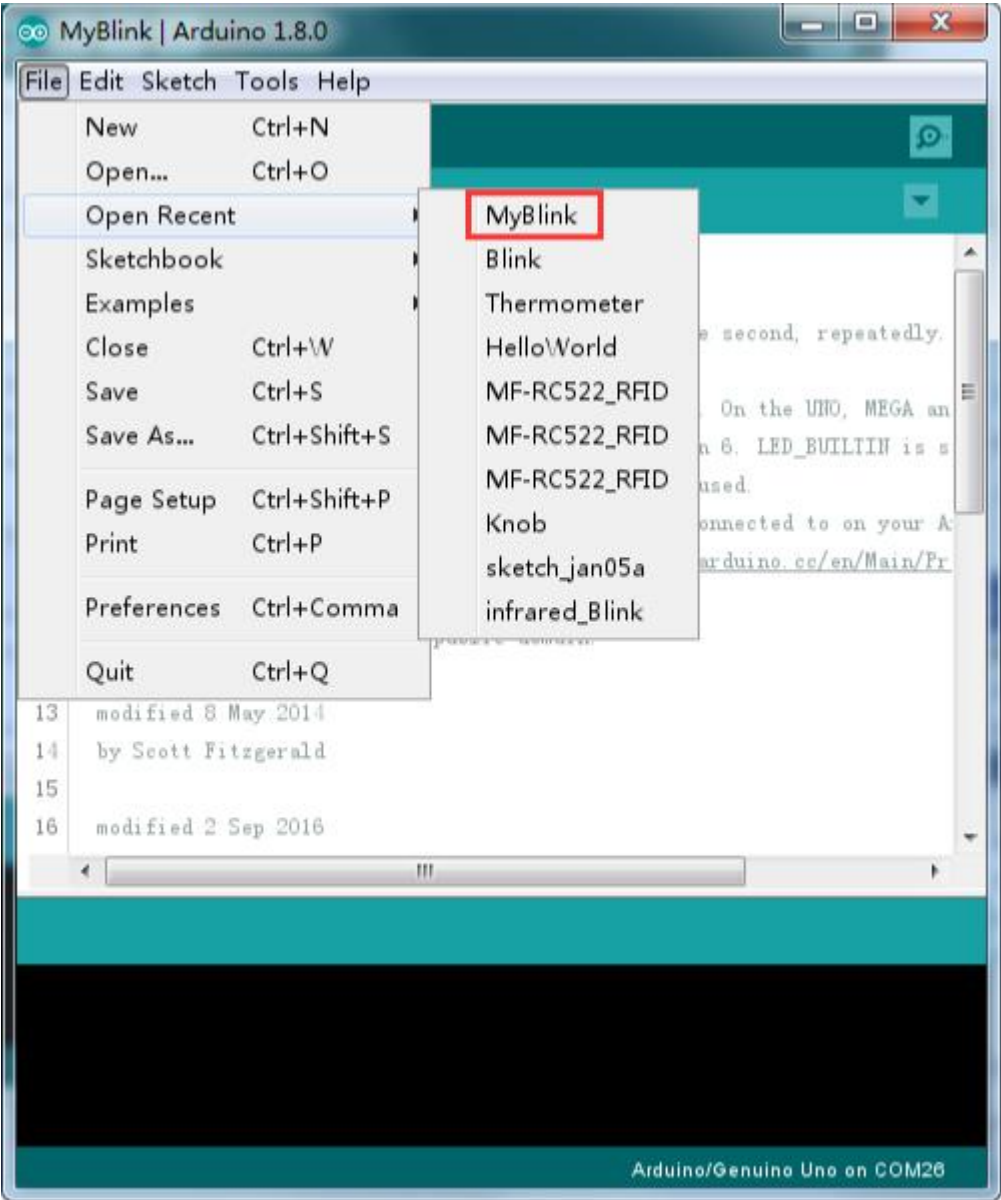 MyBlink | Arduino 1.8.0
File Edit Sketch Tools Help
New Ctrl+N
Open... Ctrl+O
Open Recent
Sketchbook
Examples
Close Ctrl+W
Save Ctrl+S
Save As... Ctrl+Shift+S
Page Setup Ctrl+Shift+P
Print Ctrl+P
Preferences Ctrl+Comma
Quit Ctrl+Q
MyBlink
Blink
Thermometer
HelloWorld
MF-RC522_RFID
MF-RC522_RFID
MF-RC522_RFID
Knob
sketch_jan05a
infrared_Blink
second, repeatedly.
On the UNO, MEGA an
6. LED_BUILTIN is s
used.
onnected to on your A
arduino.cc/en/Main/Pr
13 modified 8 May 2014
14 by Scott Fitzgerald
15
16 modified 2 Sep 2016
Arduino/Genuino Uno on COM26